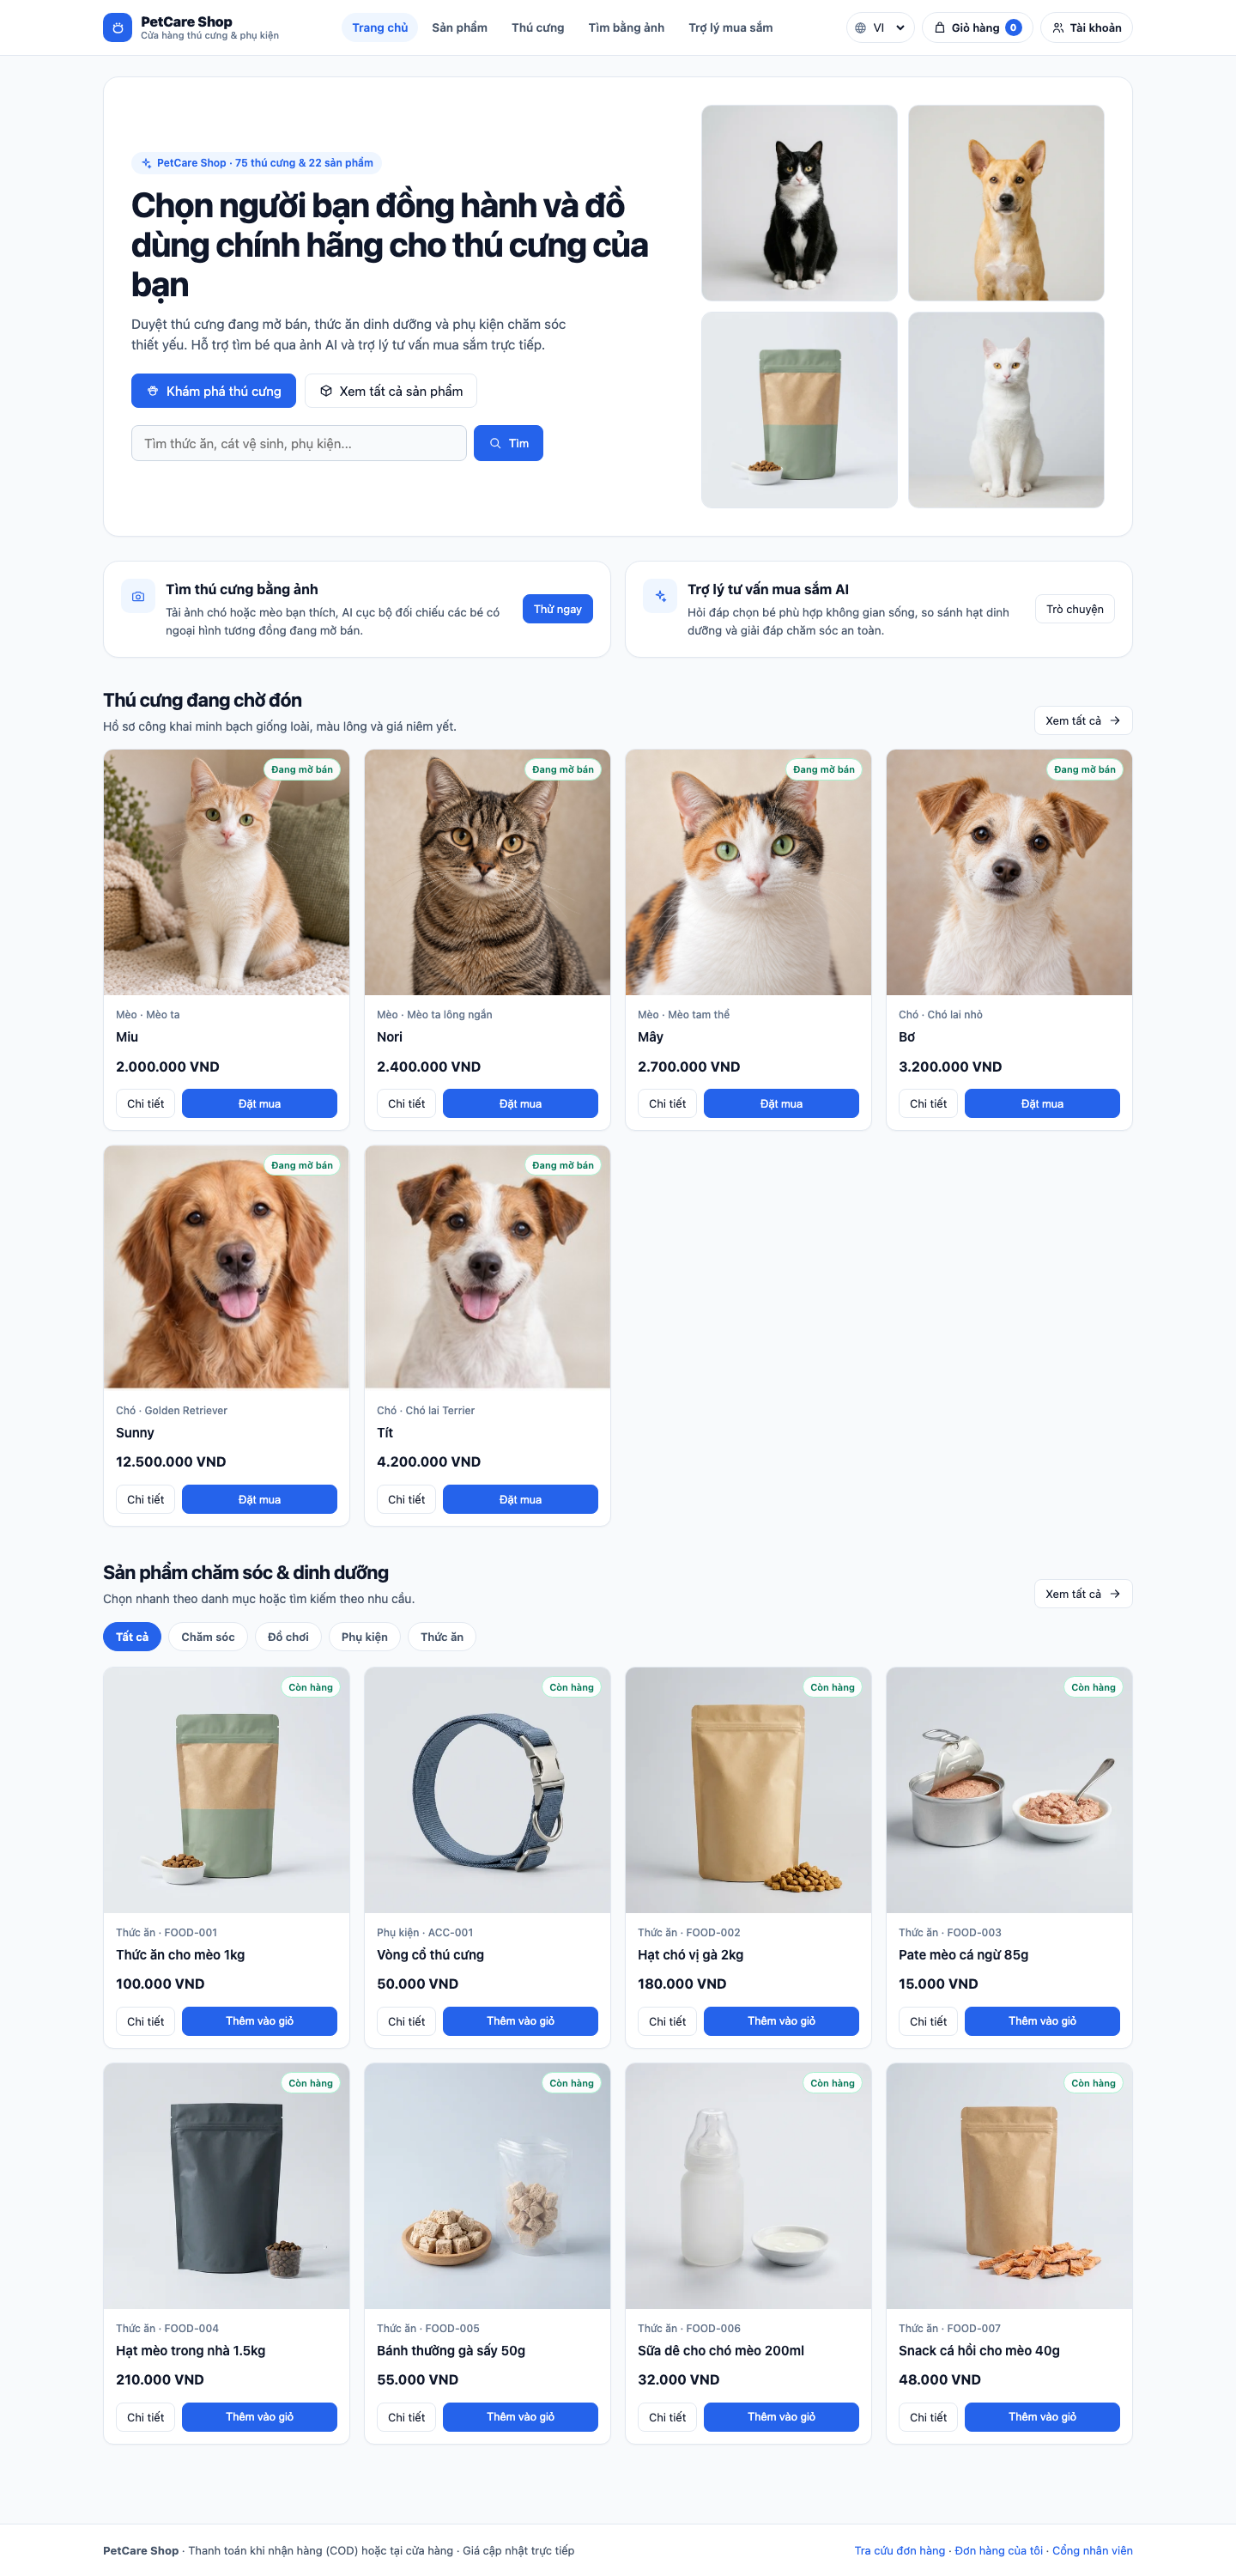 PetCare Shop
Cửa hàng thú cưng & phụ kiện
Trang chủ
Sản phẩm
Thú cưng
Tìm bằng ảnh
Trợ lý mua sắm
VI
Giỏ hàng 0
Tài khoản
PetCare Shop · 75 thú cưng & 22 sản phẩm
Chọn người bạn đồng hành và đồ
dùng chính hãng cho thú cưng của
bạn
Duyệt thú cưng đang mở bán, thức ăn dinh dưỡng và phụ kiện chăm sóc
thiết yếu. Hỗ trợ tìm bé qua ảnh AI và trợ lý tư vấn mua sắm trực tiếp.
Khám phá thú cưng
Xem tất cả sản phẩm
Tìm thức ăn, cát vệ sinh, phụ kiện...
Tìm
Tìm thú cưng bằng ảnh
Tải ảnh chó hoặc mèo bạn thích, AI cục bộ đối chiếu các bé có
ngoại hình tương đồng đang mở bán.
Thử ngay
Trợ lý tư vấn mua sắm AI
Hỏi đáp chọn bé phù hợp không gian sống, so sánh hạt dinh
dưỡng và giải đáp chăm sóc an toàn.
Trò chuyện
Thú cưng đang chờ đón
Hồ sơ công khai minh bạch giống loài, màu lông và giá niêm yết.
Xem tất cả
Đang mở bán
Mèo · Mèo ta
Miu
2.000.000 VND
Chi tiết
Đặt mua
Đang mở bán
Mèo · Mèo ta lông ngắn
Nori
2.400.000 VND
Chi tiết
Đặt mua
Đang mở bán
Mèo · Mèo tam thể
Mây
2.700.000 VND
Chi tiết
Đặt mua
Đang mở bán
Chó · Chó lai nhỏ
Bơ
3.200.000 VND
Chi tiết
Đặt mua
Đang mở bán
Chó · Golden Retriever
Sunny
12.500.000 VND
Chi tiết
Đặt mua
Đang mở bán
Chó · Chó lai Terrier
Tít
4.200.000 VND
Chi tiết
Đặt mua
Sản phẩm chăm sóc & dinh dưỡng
Chọn nhanh theo danh mục hoặc tìm kiếm theo nhu cầu.
Xem tất cả
Tất cả
Chăm sóc
Đồ chơi
Phụ kiện
Thức ăn
Còn hàng
Thức ăn · FOOD-001
Thức ăn cho mèo 1kg
100.000 VND
Chi tiết
Thêm vào giỏ
Còn hàng
Phụ kiện · ACC-001
Vòng cổ thú cưng
50.000 VND
Chi tiết
Thêm vào giỏ
Còn hàng
Thức ăn · FOOD-002
Hạt chó vị gà 2kg
180.000 VND
Chi tiết
Thêm vào giỏ
Còn hàng
Thức ăn · FOOD-003
Pate mèo cá ngừ 85g
15.000 VND
Chi tiết
Thêm vào giỏ
Còn hàng
Thức ăn · FOOD-004
Hạt mèo trong nhà 1.5kg
210.000 VND
Chi tiết
Thêm vào giỏ
Còn hàng
Thức ăn · FOOD-005
Bánh thưởng gà sấy 50g
55.000 VND
Chi tiết
Thêm vào giỏ
Còn hàng
Thức ăn · FOOD-006
Sữa dê cho chó mèo 200ml
32.000 VND
Chi tiết
Thêm vào giỏ
Còn hàng
Thức ăn · FOOD-007
Snack cá hồi cho mèo 40g
48.000 VND
Chi tiết
Thêm vào giỏ
PetCare Shop · Thanh toán khi nhận hàng (COD) hoặc tại cửa hàng · Giá cập nhật trực tiếp
Tra cứu đơn hàng · Đơn hàng của tôi · Cổng nhân viên